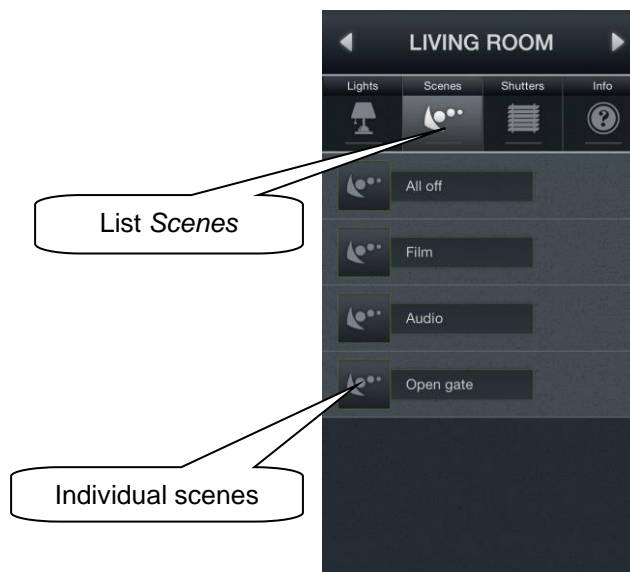 LIVING ROOM
Lights Scenes Shutters Info
All off
List Scenes
Film
Audio
Open gate
Individual scenes